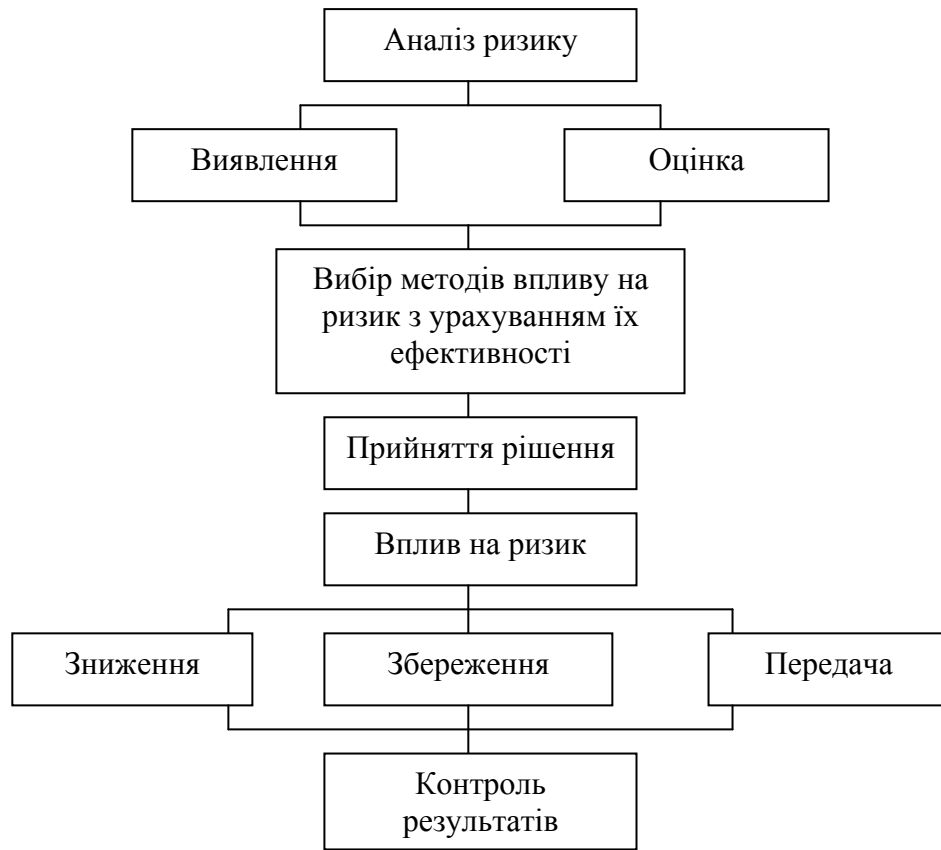 Аналіз ризику
Виявлення
Оцінка
Вибір методів впливу на
ризик з урахуванням їх
ефективності
Прийняття рішення
Вплив на ризик
Зниження
Збереження
Передача
Контроль
результатів